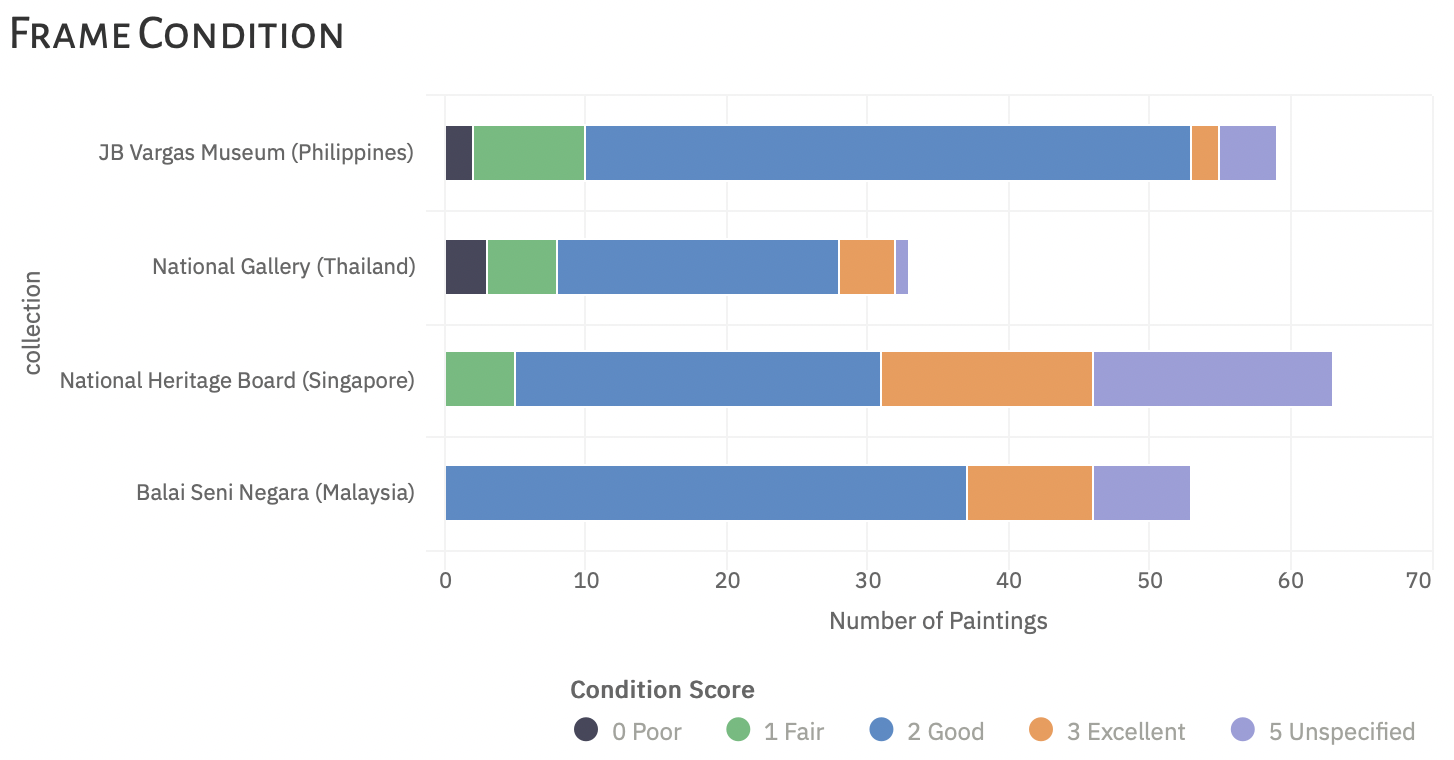 FRAME CONDITION
JB Vargas Museum (Philippines)
National Gallery (Thailand)
National Heritage Board (Singapore)
Balai Seni Negara (Malaysia)
collection
0 10 20 30 40 50 60 70
Number of Paintings
Condition Score
0 Poor 1 Fair 2 Good 3 Excellent 5 Unspecified